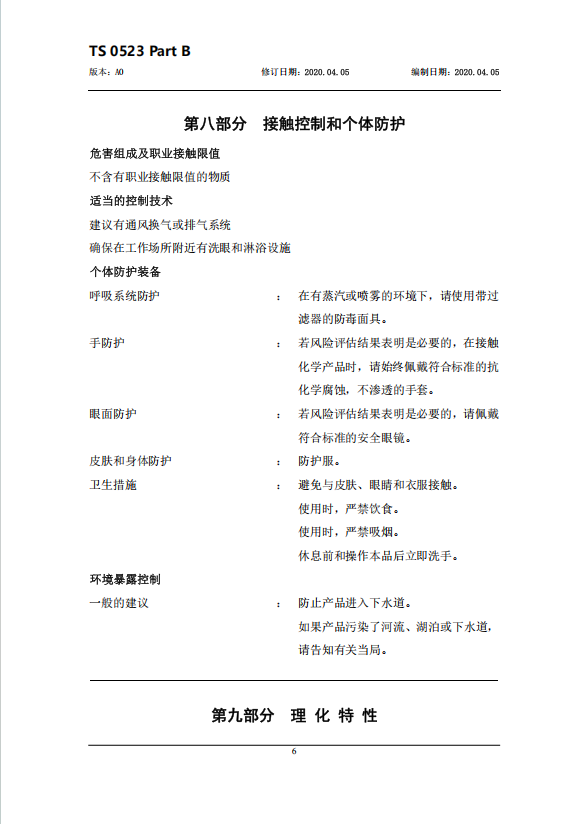 TS 0523 Part B
版本：A0 修订日期：2020.04.05 编制日期：2020.04.05
第八部分 接触控制和个体防护
危害组成及职业接触限值
不含有职业接触限值的物质
适当的控制技术
建议有通风换气或排气系统
确保在工作场所附近有洗眼和淋浴设施
个体防护装备
呼吸系统防护 ： 在有蒸汽或喷雾的环境下，请使用带过
滤器的防毒面具。
手防护 ： 若风险评估结果表明是必要的，在接触
化学产品时，请始终佩戴符合标准的抗
化学腐蚀，不渗透的手套。
眼面防护 ： 若风险评估结果表明是必要的，请佩戴
符合标准的安全眼镜。
皮肤和身体防护 ： 防护服。
卫生措施 ： 避免与皮肤、眼睛和衣服接触。
使用时，严禁饮食。
使用时，严禁吸烟。
休息前和操作本品后立即洗手。
环境暴露控制
一般的建议 ： 防止产品进入下水道。
如果产品污染了河流、湖泊或下水道，
请告知有关当局。
第九部分 理 化 特 性
6